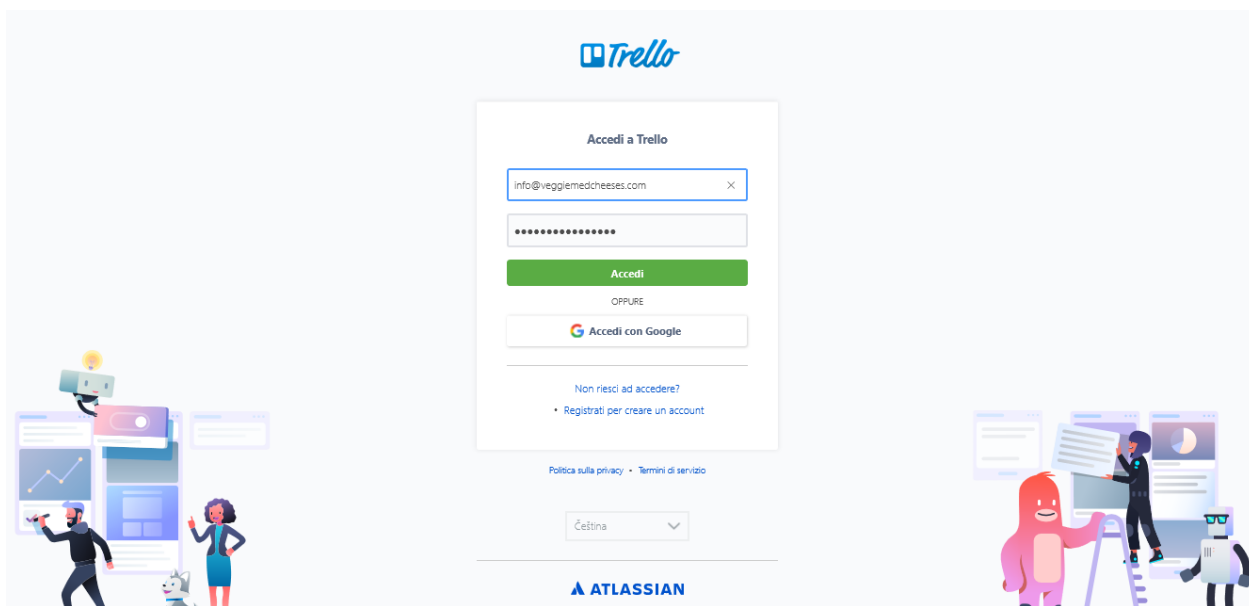 Trello
Accedi a Trello
info@veggiemedcheeses.com
Accedi
OPPURE
Accedi con Google
Non riesci ad accedere?
• Registrati per creare un account
Politica sulla privacy • Termini di servizio
Čeština
ATLASSIAN